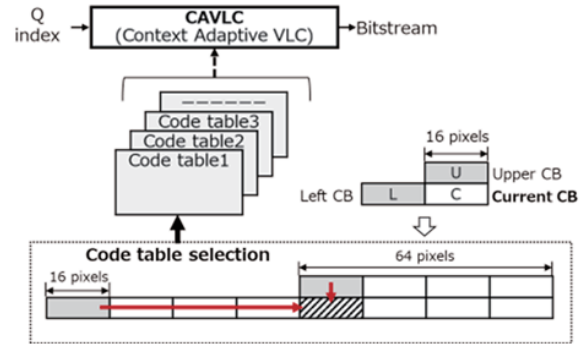 Q
index
CAVLC
(Context Adaptive VLC)
Bitstream
Code table3
Code table2
Code table1
16 pixels
U
Upper CB
Left CB
L
C
Current CB
Code table selection
64 pixels
16 pixels